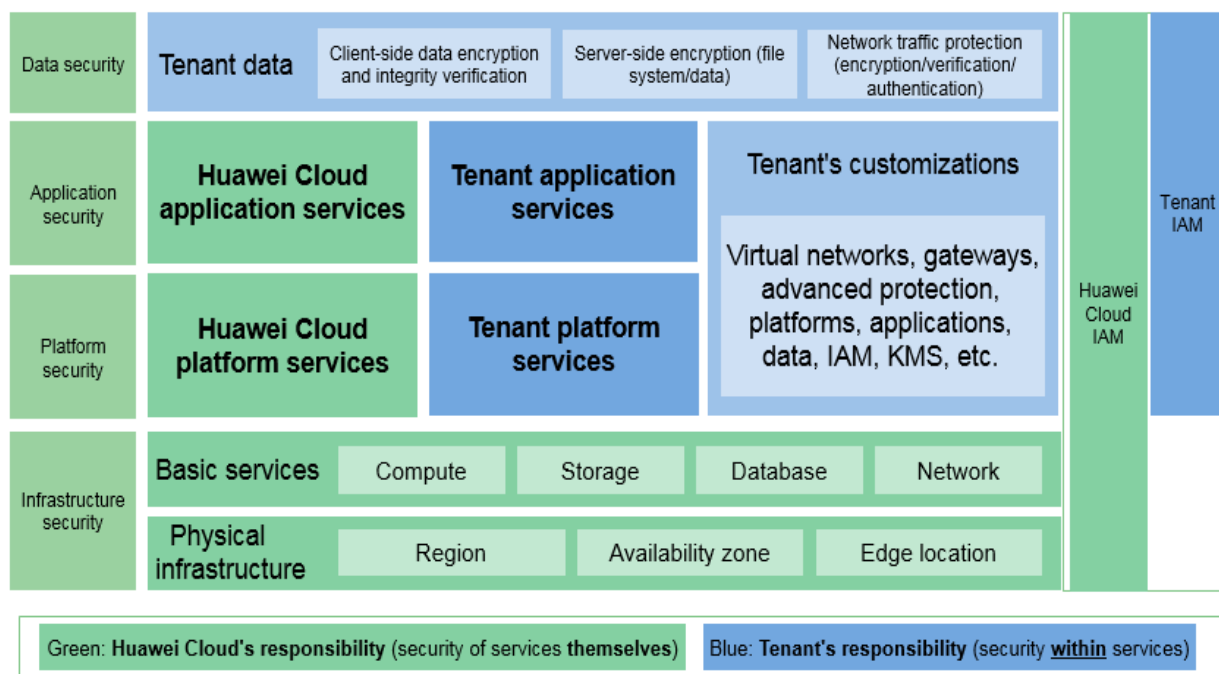 Data security
Tenant data
Client-side data encryption
and integrity verification
Server-side encryption (file
system/data)
Network traffic protection
(encryption/verification/
authentication)
Application
security
Huawei Cloud
application services
Tenant application
services
Tenant's customizations
Virtual networks, gateways,
advanced protection,
platforms, applications,
data, IAM, KMS, etc.
Platform
security
Huawei Cloud
platform services
Tenant platform
services
Huawei
Cloud
IAM
Tenant
IAM
Infrastructure
security
Basic services
Compute
Storage
Database
Network
Physical
infrastructure
Region
Availability zone
Edge location
Green: Huawei Cloud's responsibility (security of services themselves)
Blue: Tenant's responsibility (security within services)